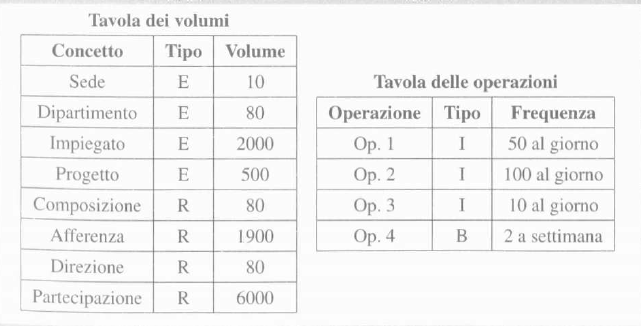 Tavola dei volumi
Concetto Tipo Volume
Sede E 10
Dipartimento E 80
Impiegato E 2000
Progetto E 500
Composizione R 80
Afferenza R 1900
Direzione R 80
Partecipazione R 6000
Tavola delle operazioni
Operazione Tipo Frequenza
Op. 1 I 50 al giorno
Op. 2 I 100 al giorno
Op. 3 I 10 al giorno
Op. 4 B 2 a settimana